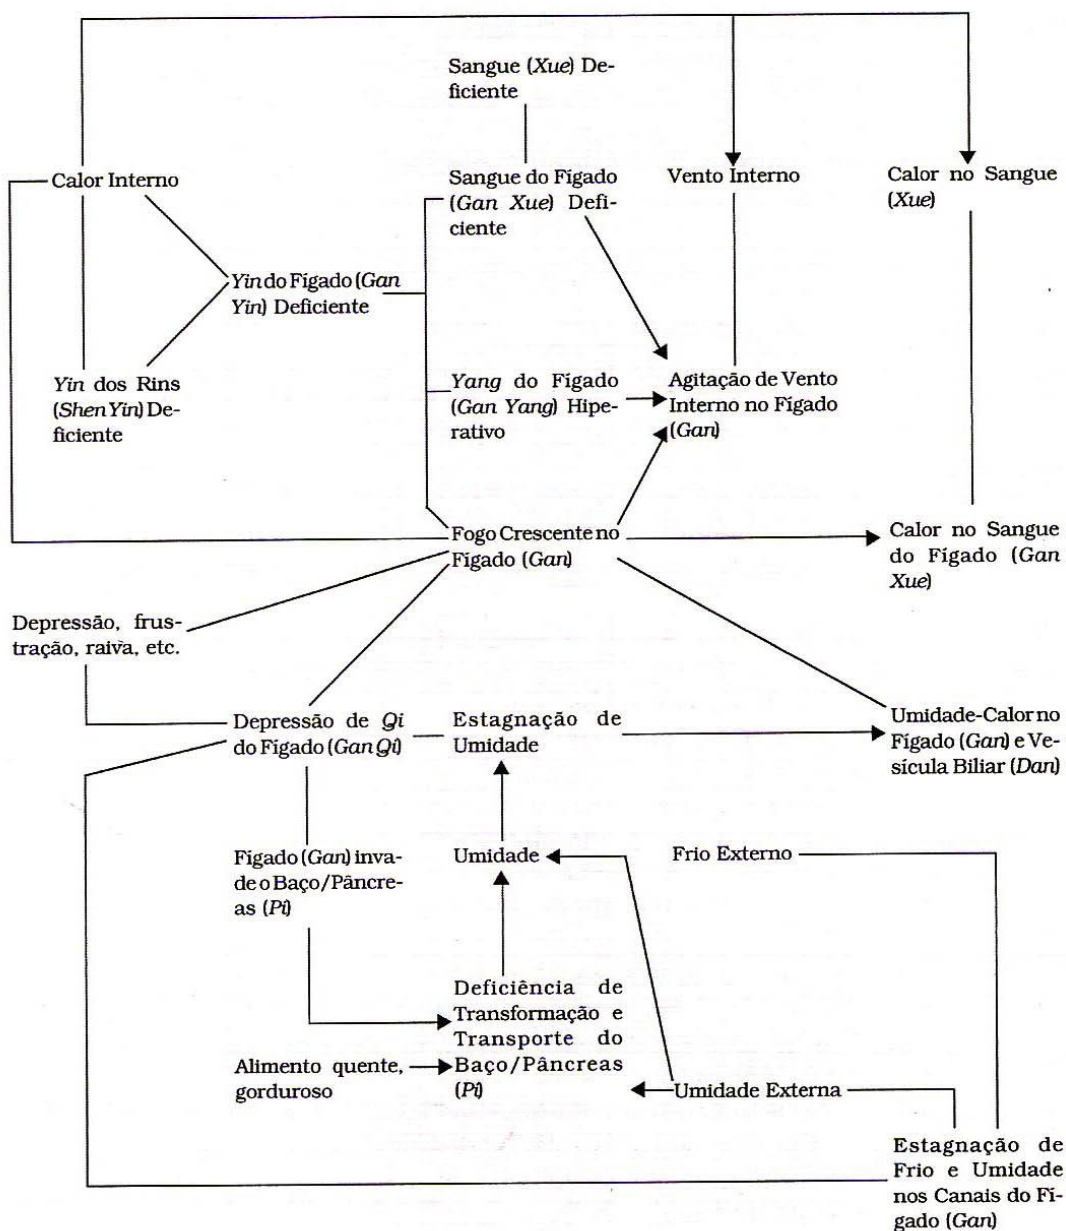 Sangue (Xue) De-
ficiente
Calor Interno
Sangue do Fígado
(Gan Xue) Defi-
ciente
Vento Interno
Calor no Sangue
(Xue)
Yin do Fígado (Gan
Yin) Deficiente
Yin dos Rins
(Shen Yin) De-
ficiente
Yang do Fígado
(Gan Yang) Hipe-
rativo
Agitação de Vento
Interno no Fígado
(Gan)
Fogo Crescente no
Fígado (Gan)
Calor no Sangue
do Fígado (Gan
Xue)
Depressão, frus-
tração, raiva, etc.
Depressão de Qi
do Fígado (Gan Qi)
Estagnação de
Umidade
Umidade-Calor no
Fígado (Gan) e Ve-
sícula Biliar (Dan)
Fígado (Gan) inva-
de o Baço/Pâncre-
as (Pi)
Umidade
Frio Externo
Deficiência de
Transformação e
Transporte do
Baço/Pâncreas
(Pi)
Alimento quente,
gorduroso
Umidade Externa
Estagnação de
Frio e Umidade
nos Canais do Fí-
gado (Gan)